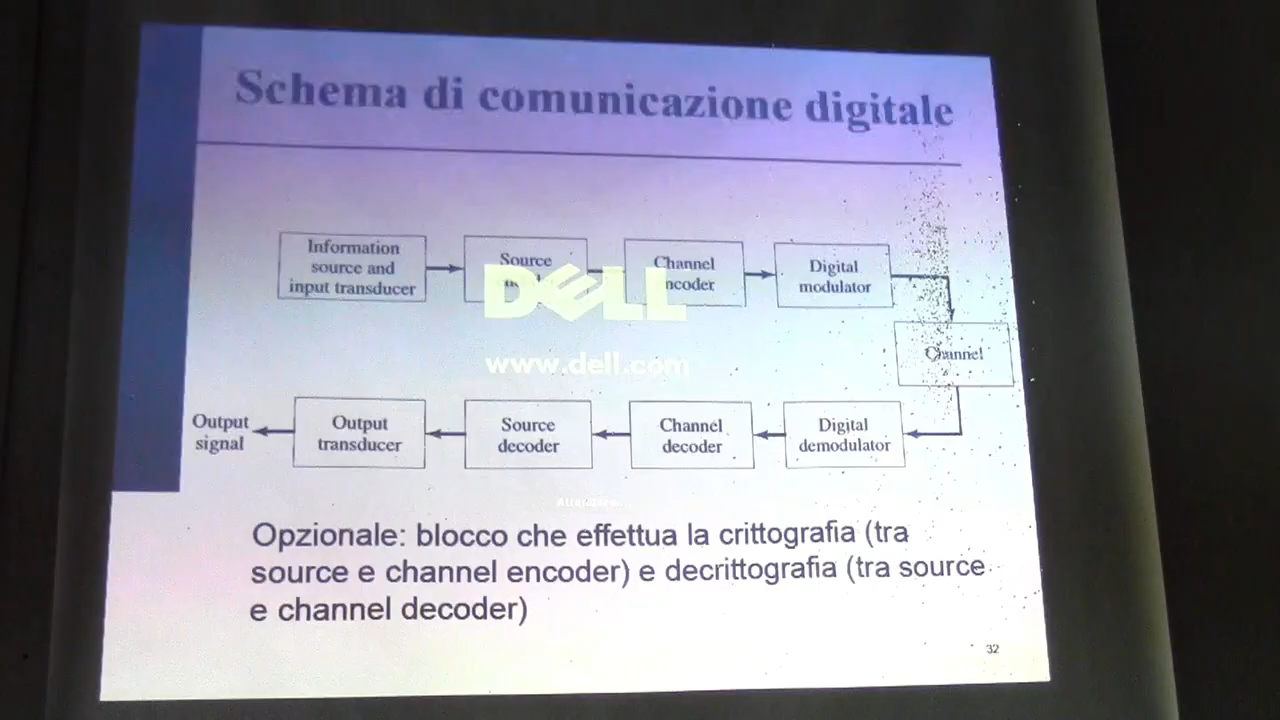 Schema di comunicazione digitale
Information
source and
input transducer
Source
Channel
encoder
Digital
modulator
DELL
www.dell.com
Channel
Output
signal
Output
transducer
Source
decoder
Channel
decoder
Digital
demodulator
Opzionale: blocco che effettua la crittografia (tra
source e channel encoder) e decrittografia (tra source
e channel decoder)
32